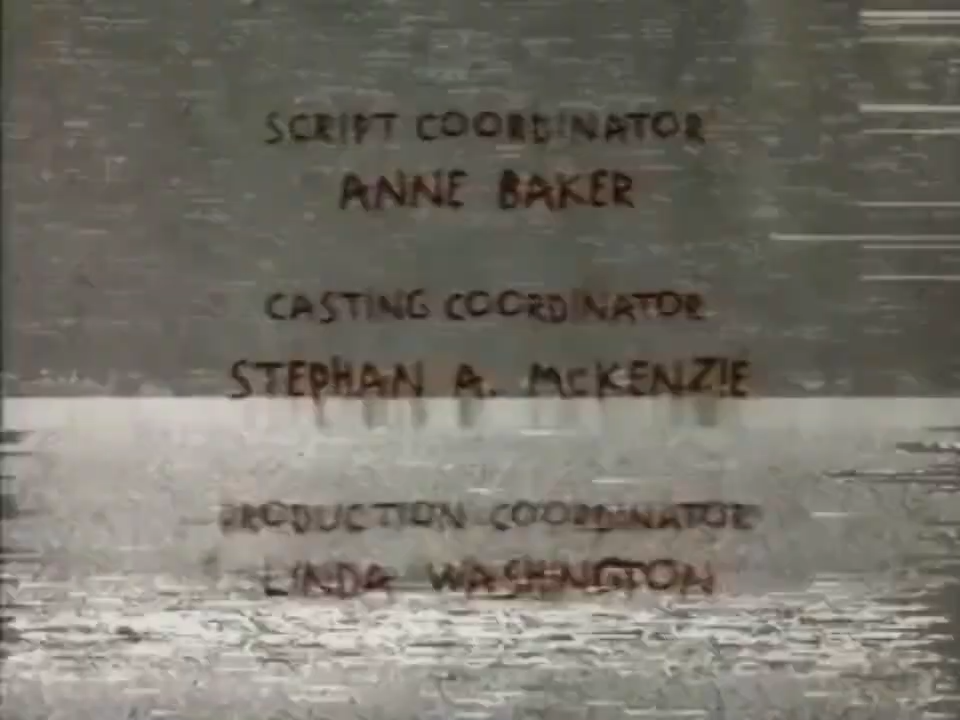 SCRIPT COORDINATOR
ANNE BAKER
CASTING COORDINATOR
STEPHAN A. McKENZIE
PRODUCTION COORDINATOR
LINDA WASHINGTON